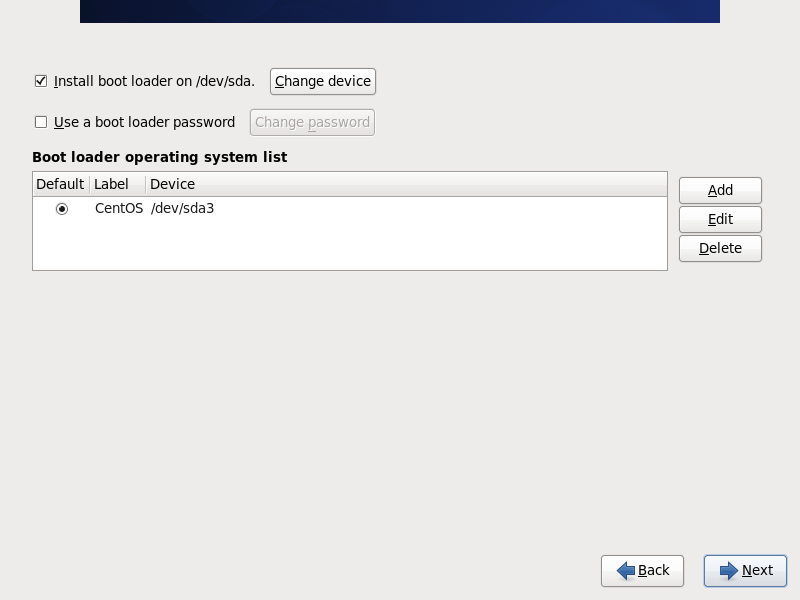 Install boot loader on /dev/sda. Change device
Use a boot loader password Change password
Boot loader operating system list
Default Label Device
CentOS /dev/sda3
Add
Edit
Delete
Back Next